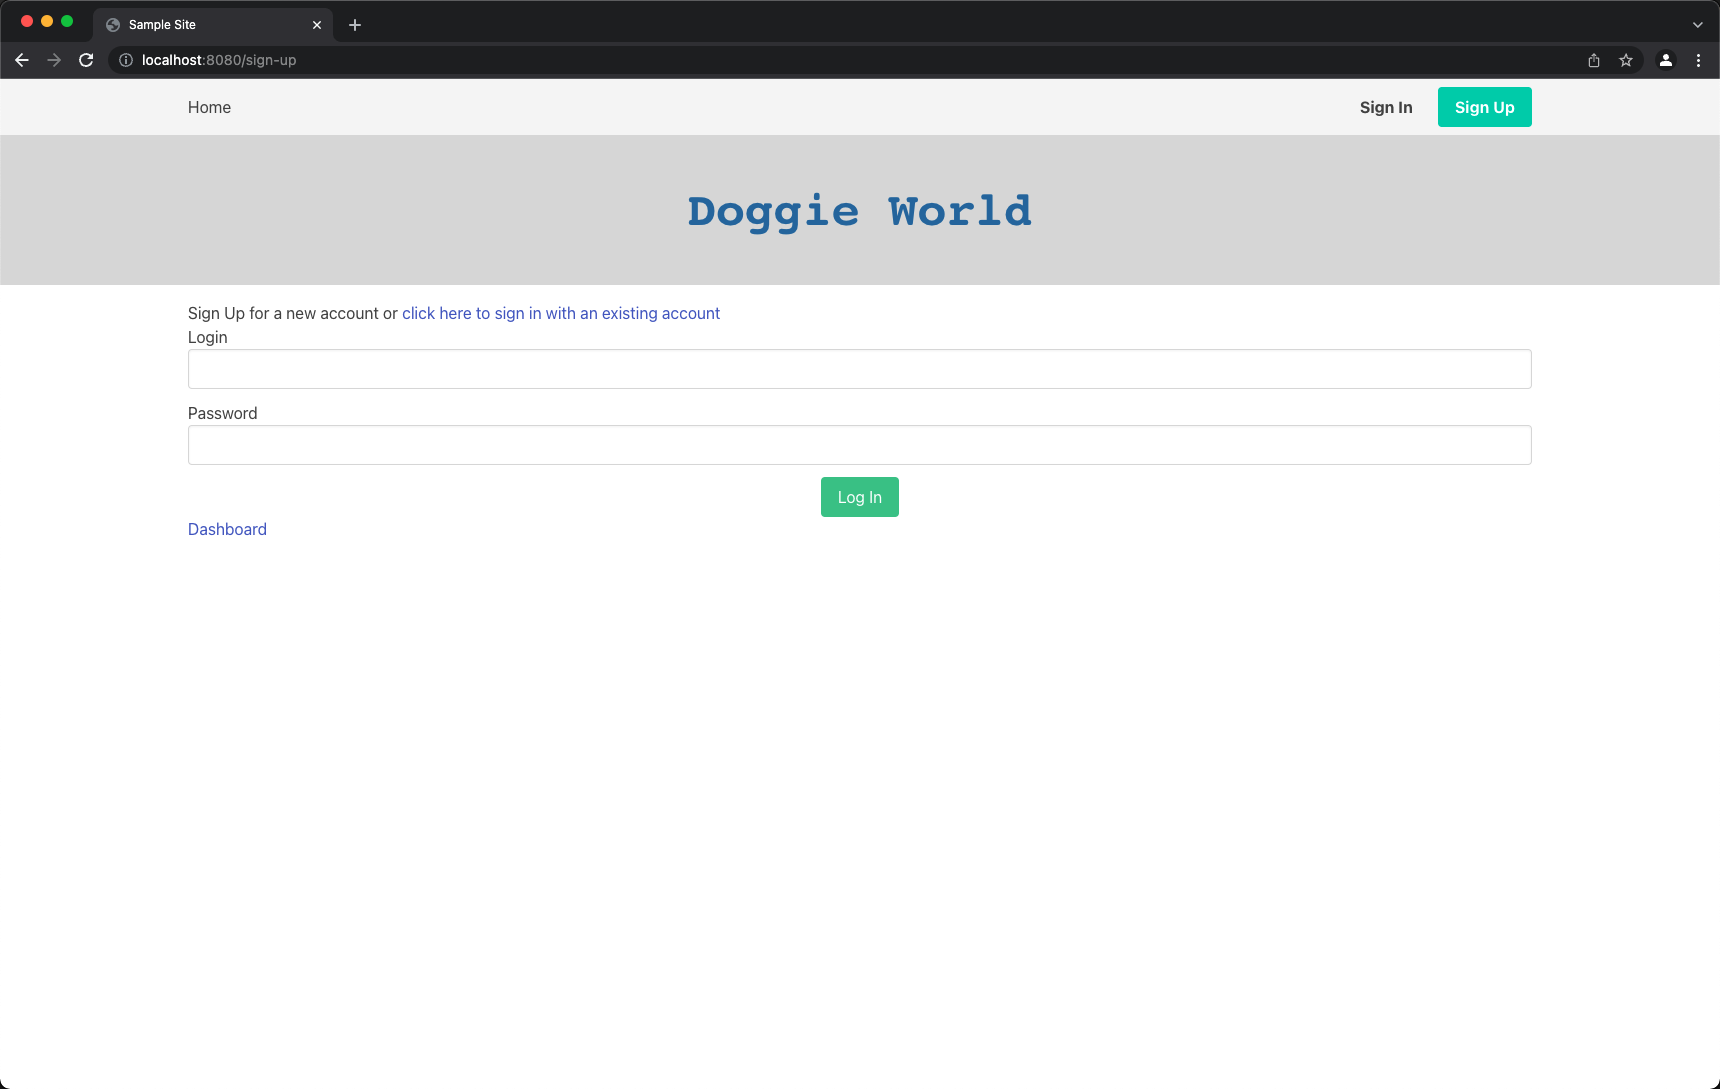 Sample Site
localhost:8080/sign-up
Home Sign In Sign Up
Doggie World
Sign Up for a new account or click here to sign in with an existing account
Login
Password
Log In
Dashboard